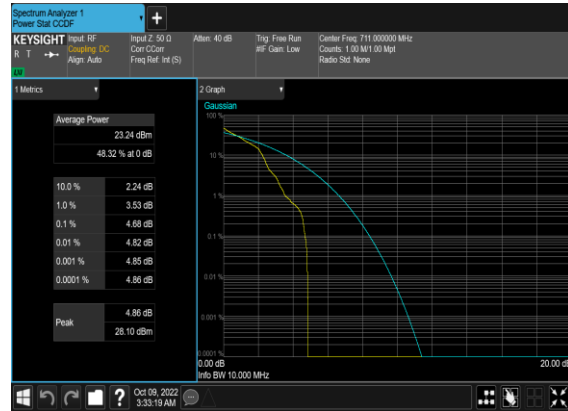 Spectrum Analyzer 1
Power Stat CCDF
+
KEYSIGHT
R T
LW
Input: RF
Coupling: DC
Align: Auto
Input Z: 50 Ω
Corr CCorr
Freq Ref: Int (S)
Atten: 40 dB
Trig: Free Run
#IF Gain: Low
Center Freq: 711.000000 MHz
Counts: 1.00 M/1.00 Mpt
Radio Std: None
1 Metrics
Average Power
23.24 dBm
48.32 % at 0 dB
10.0 % 2.24 dB
1.0 % 3.53 dB
0.1 % 4.68 dB
0.01 % 4.82 dB
0.001 % 4.85 dB
0.0001 % 4.86 dB
Peak
4.86 dB
28.10 dBm
2 Graph
Gaussian
100 %
10 %
1 %
0.1 %
0.01 %
0.001 %
0.0001 %
0.00 dB
20.00 dB
Info BW 10.000 MHz
?
Oct 09, 2022
3:33:19 AM